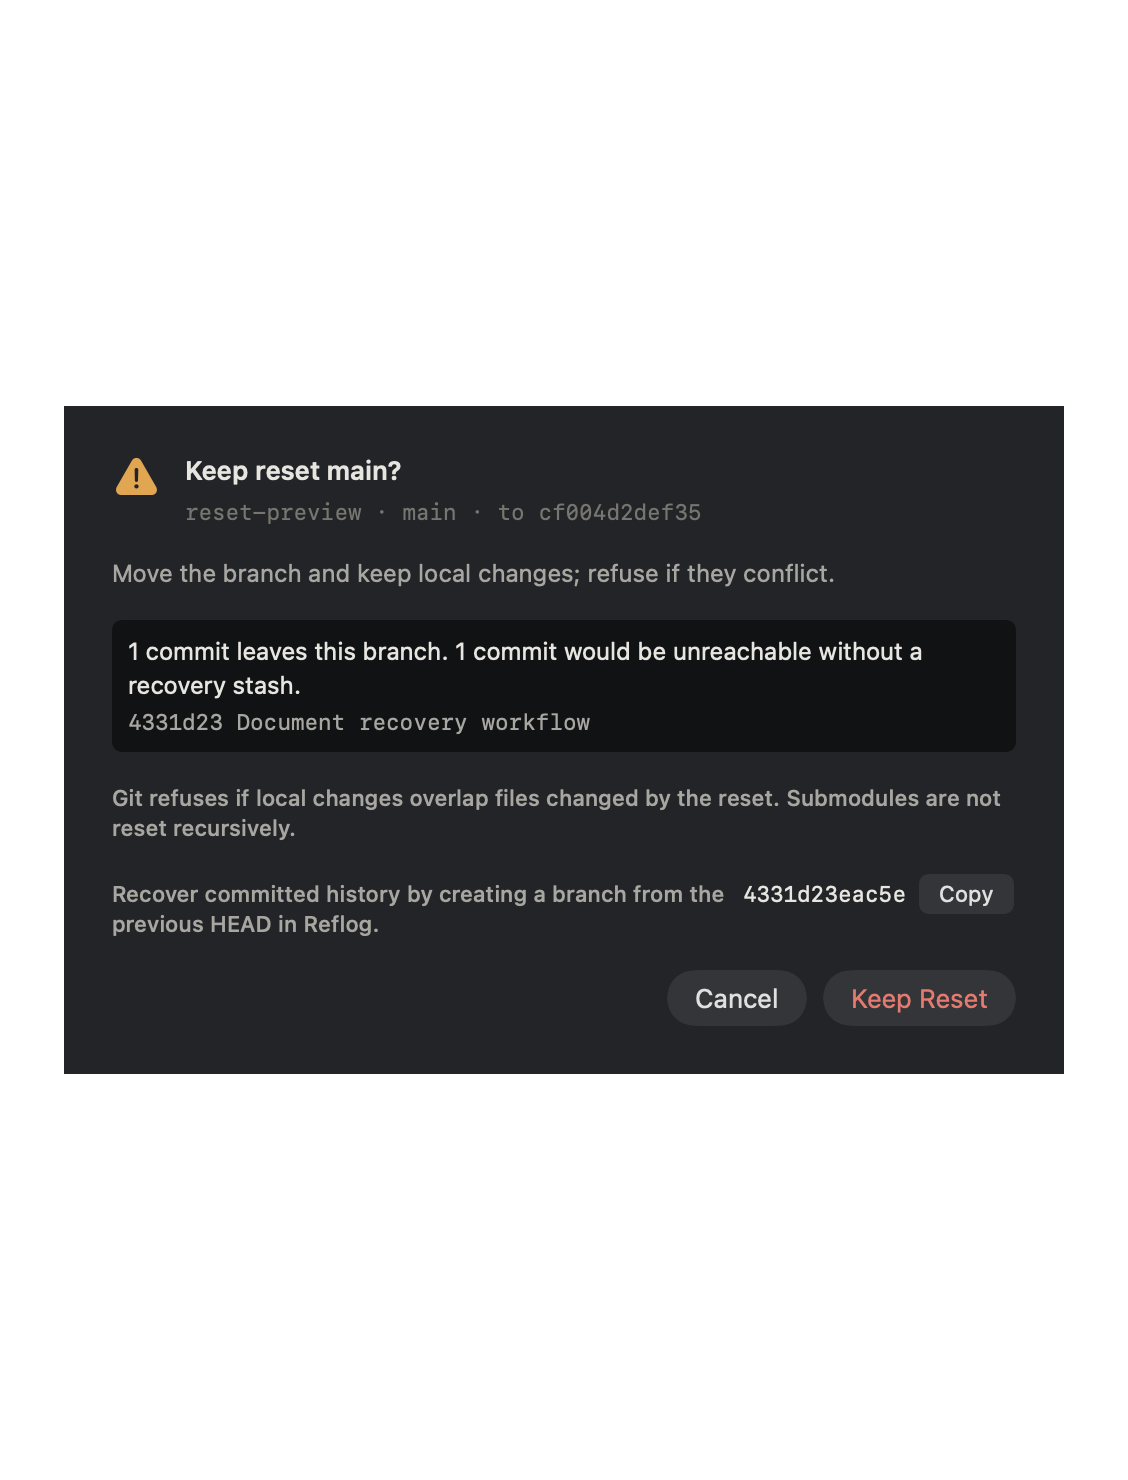 Keep reset main?
reset-preview · main · to cf004d2def35
Move the branch and keep local changes; refuse if they conflict.
1 commit leaves this branch. 1 commit would be unreachable without a
recovery stash.
4331d23 Document recovery workflow
Git refuses if local changes overlap files changed by the reset. Submodules are not
reset recursively.
Recover committed history by creating a branch from the
previous HEAD in Reflog.
4331d23eac5e
Copy
Cancel
Keep Reset